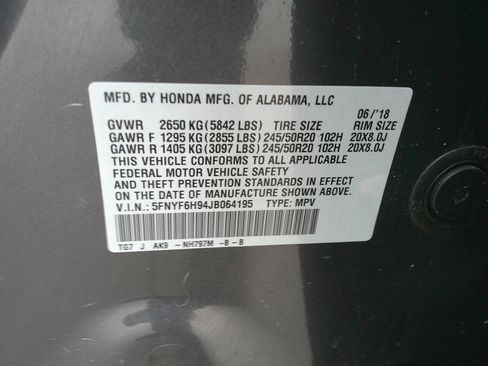 MFD. BY HONDA MFG. OF ALABAMA, LLC 06/'18
GVWR 2650 KG (5842 LBS) TIRE SIZE RIM SIZE
GAWR F 1295 KG (2855 LBS) 245/50R20 102H 20X8.0J
GAWR R 1405 KG (3097 LBS) 245/50R20 102H 20X8.0J
THIS VEHICLE CONFORMS TO ALL APPLICABLE
FEDERAL MOTOR VEHICLE SAFETY
AND THEFT PREVENTION STANDARDS IN EFFECT
ON THE DATE OF MANUFACTURE SHOWN ABOVE.
V.I.N.: 5FNYF6H94JB064195 TYPE: MPV
TG7 J AK9 -NH797M -B -B